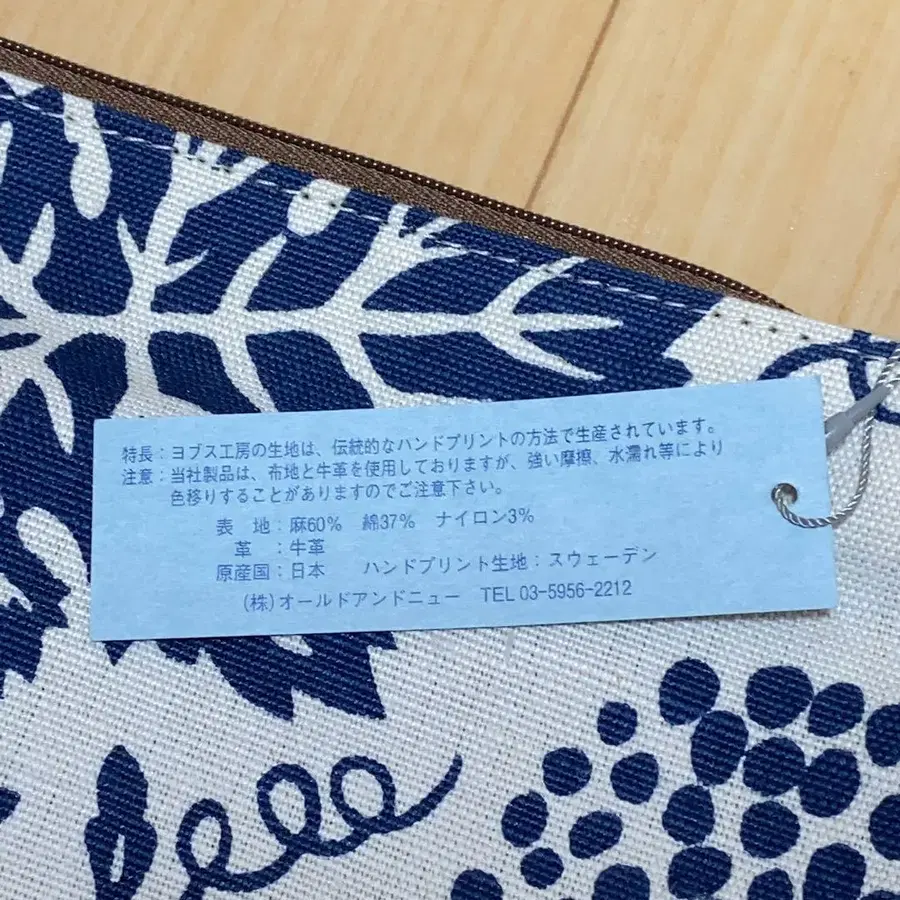 特長：ヨブス工房の生地は、伝統的なハンドプリントの方法で生産されています。
注意：当社製品は、布地と牛革を使用しておりますが、強い摩擦、水濡れ等により
色移りすることがありますのでご注意下さい。
表　地：麻60%　綿37%　ナイロン3%
革　：牛革
原産国：日本　ハンドプリント生地：スウェーデン
(株)オールドアンドニュー　TEL 03-5956-2212